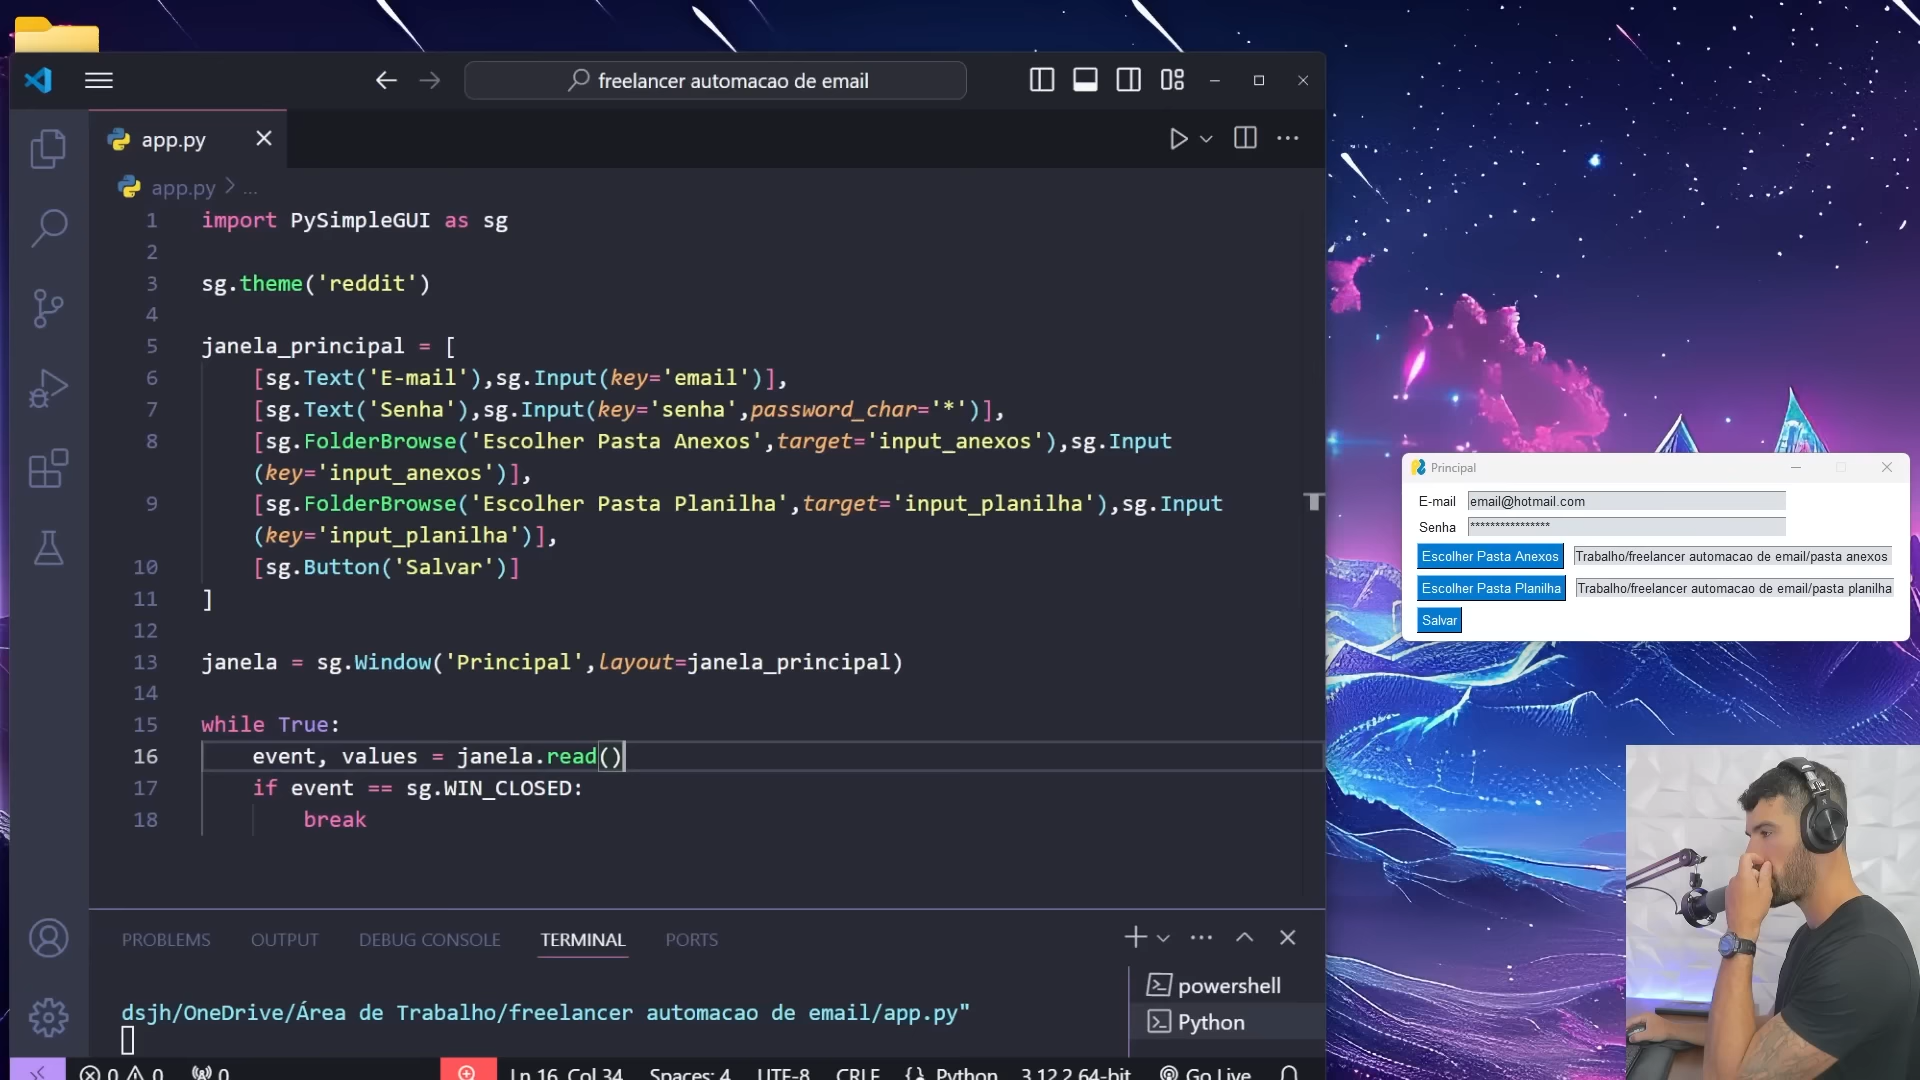 freelancer automacao de email
app.py
app.py > ...
1 import PySimpleGUI as sg
2
3 sg.theme('reddit')
4
5 janela_principal = [
6 [sg.Text('E-mail'),sg.Input(key='email')],
7 [sg.Text('Senha'),sg.Input(key='senha',password_char='*')],
8 [sg.FolderBrowse('Escolher Pasta Anexos',target='input_anexos'),sg.Input
(key='input_anexos')],
9 [sg.FolderBrowse('Escolher Pasta Planilha',target='input_planilha'),sg.Input
(key='input_planilha')],
10 [sg.Button('Salvar')]
11 ]
12
13 janela = sg.Window('Principal',layout=janela_principal)
14
15 while True:
16 event, values = janela.read()
17 if event == sg.WIN_CLOSED:
18 break
PROBLEMS OUTPUT DEBUG CONSOLE TERMINAL PORTS
dsjh/OneDrive/Área de Trabalho/freelancer automacao de email/app.py"
powershell
Python
0 0 0 Ln 16, Col 34 Spaces: 4 UTF-8 CRLF {} Python 3.12.2 64-bit Go Live
Principal
E-mail email@hotmail.com
Senha ****************
Escolher Pasta Anexos Trabalho/freelancer automacao de email/pasta anexos
Escolher Pasta Planilha Trabalho/freelancer automacao de email/pasta planilha
Salvar